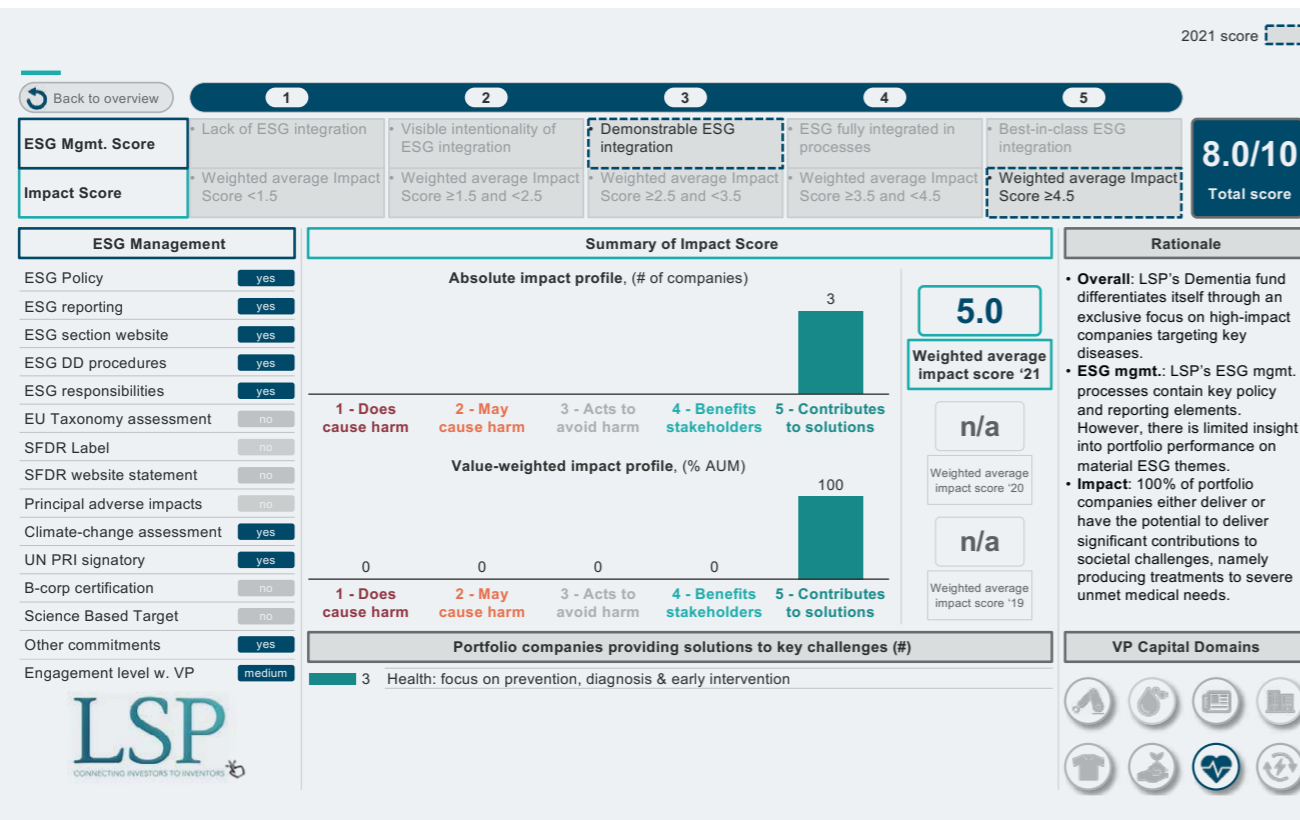 2021 score
Back to overview
1
2
3
4
5
ESG Mgmt. Score
• Lack of ESG integration
• Visible intentionality of
ESG integration
• Demonstrable ESG
integration
• ESG fully integrated in
processes
• Best-in-class ESG
integration
Impact Score
• Weighted average Impact
Score <1.5
• Weighted average Impact
Score ≥1.5 and <2.5
• Weighted average Impact
Score ≥2.5 and <3.5
• Weighted average Impact
Score ≥3.5 and <4.5
• Weighted average Impact
Score ≥4.5
8.0/10
Total score
ESG Management
ESG Policy yes
ESG reporting yes
ESG section website yes
ESG DD procedures yes
ESG responsibilities yes
EU Taxonomy assessment no
SFDR Label no
SFDR website statement no
Principal adverse impacts no
Climate-change assessment yes
UN PRI signatory yes
B-corp certification no
Science Based Target no
Other commitments yes
Engagement level w. VP medium
LSP
CONNECTING INVESTORS TO INVENTORS
Summary of Impact Score
Absolute impact profile, (# of companies)
3
1 - Does
cause harm
2 - May
cause harm
3 - Acts to
avoid harm
4 - Benefits
stakeholders
5 - Contributes
to solutions
Value-weighted impact profile, (% AUM)
0
0
0
0
100
1 - Does
cause harm
2 - May
cause harm
3 - Acts to
avoid harm
4 - Benefits
stakeholders
5 - Contributes
to solutions
5.0
Weighted average
impact score ‘21
n/a
Weighted average
impact score ‘20
n/a
Weighted average
impact score ‘19
Portfolio companies providing solutions to key challenges (#)
3 Health: focus on prevention, diagnosis & early intervention
Rationale
• Overall: LSP’s Dementia fund
differentiates itself through an
exclusive focus on high-impact
companies targeting key
diseases.
• ESG mgmt.: LSP’s ESG mgmt.
processes contain key policy
and reporting elements.
However, there is limited insight
into portfolio performance on
material ESG themes.
• Impact: 100% of portfolio
companies either deliver or
have the potential to deliver
significant contributions to
societal challenges, namely
producing treatments to severe
unmet medical needs.
VP Capital Domains